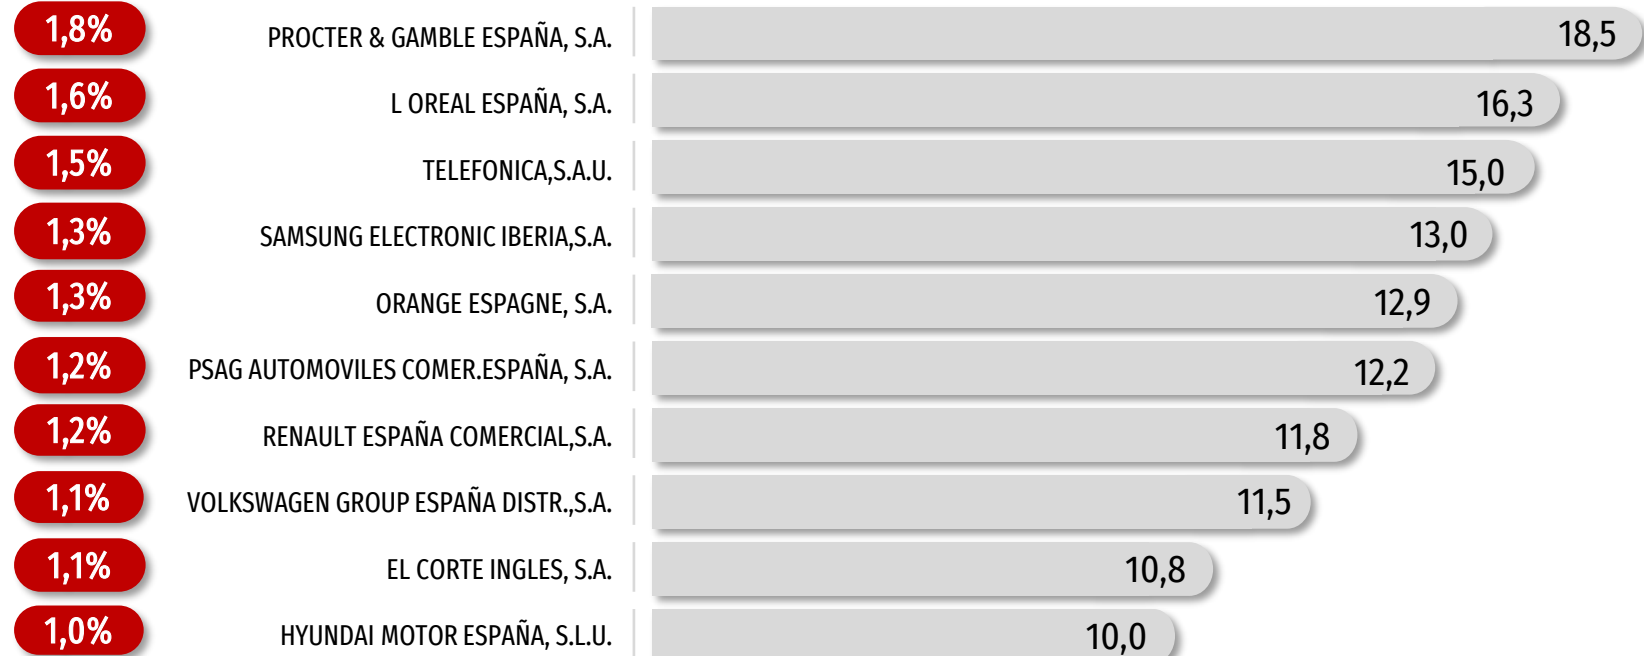 1,8% PROCTER & GAMBLE ESPAÑA, S.A. 18,5
1,6% L OREAL ESPAÑA, S.A. 16,3
1,5% TELEFONICA,S.A.U. 15,0
1,3% SAMSUNG ELECTRONIC IBERIA,S.A. 13,0
1,3% ORANGE ESPAGNE, S.A. 12,9
1,2% PSAG AUTOMOVILES COMER.ESPAÑA, S.A. 12,2
1,2% RENAULT ESPAÑA COMERCIAL,S.A. 11,8
1,1% VOLKSWAGEN GROUP ESPAÑA DISTR.,S.A. 11,5
1,1% EL CORTE INGLES, S.A. 10,8
1,0% HYUNDAI MOTOR ESPAÑA, S.L.U. 10,0